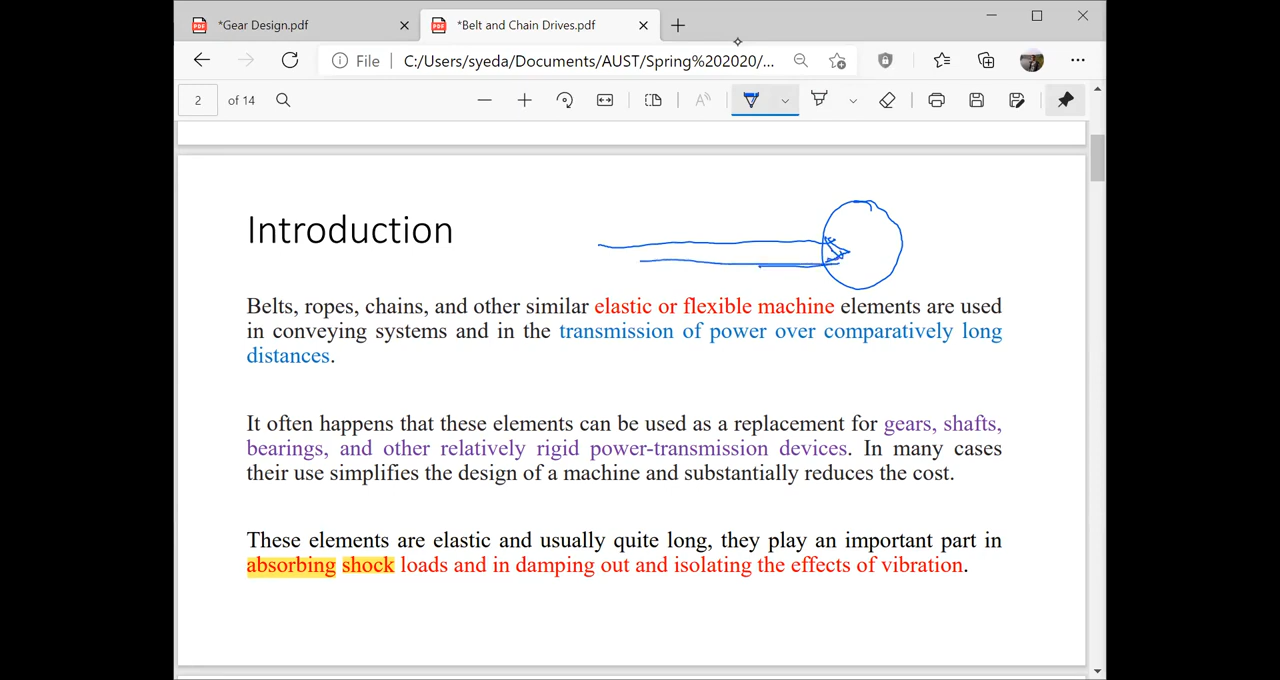 *Gear Design.pdf
*Belt and Chain Drives.pdf
File C:/Users/syeda/Documents/AUST/Spring%202020/...
2 of 14
Introduction
Belts, ropes, chains, and other similar elastic or flexible machine elements are used
in conveying systems and in the transmission of power over comparatively long
distances.
It often happens that these elements can be used as a replacement for gears, shafts,
bearings, and other relatively rigid power-transmission devices. In many cases
their use simplifies the design of a machine and substantially reduces the cost.
These elements are elastic and usually quite long, they play an important part in
absorbing shock loads and in damping out and isolating the effects of vibration.